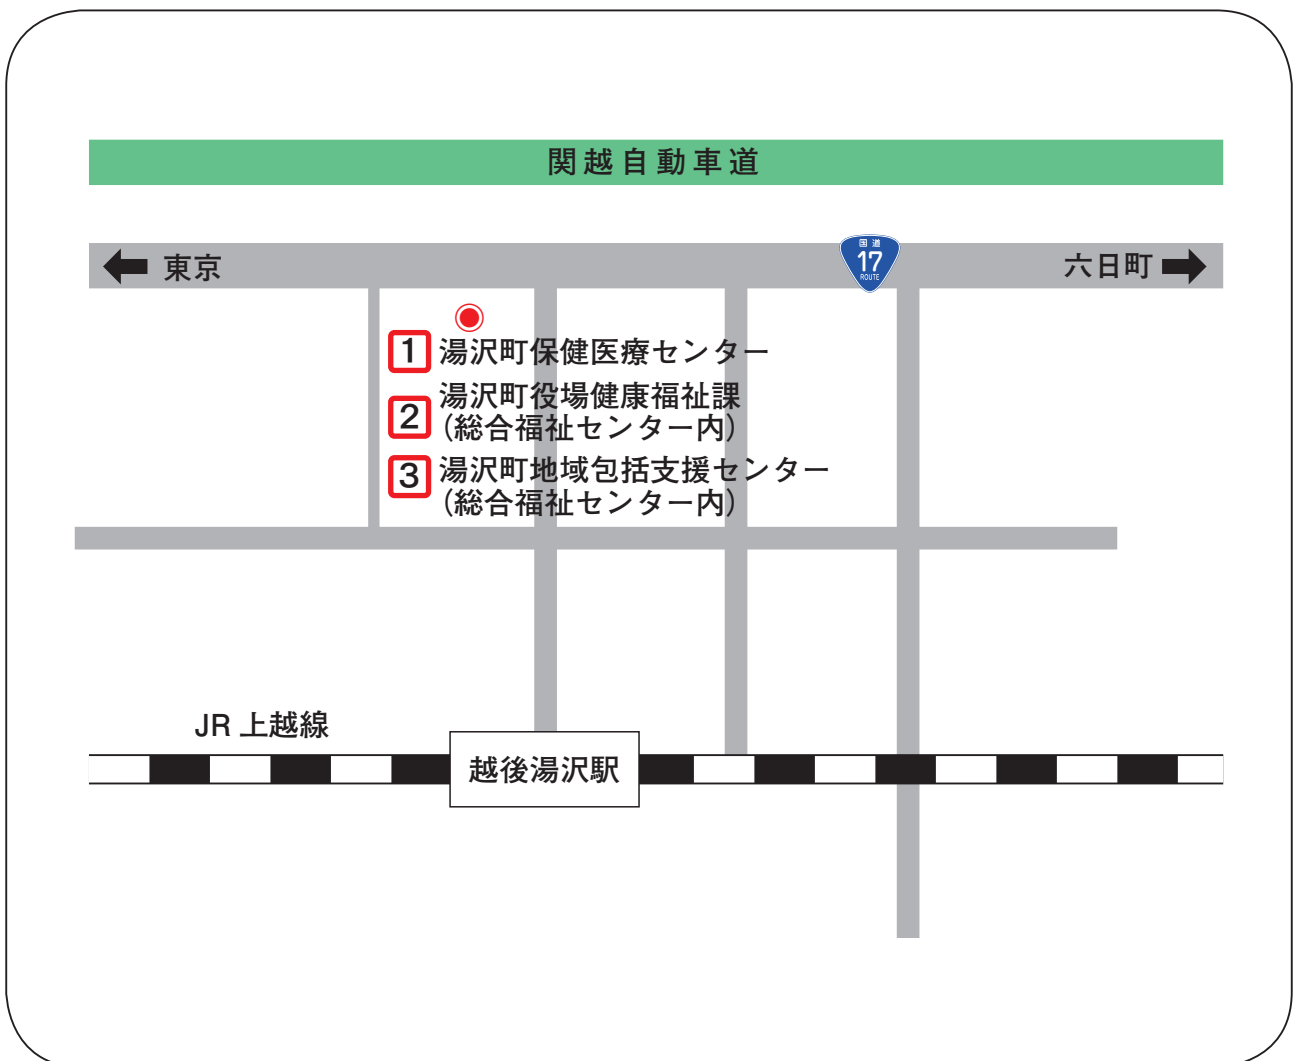 関越自動車道
国道
17
ROUTE
東京
六日町
1 湯沢町保健医療センター
2 湯沢町役場健康福祉課
（総合福祉センター内）
3 湯沢町地域包括支援センター
（総合福祉センター内）
JR 上越線
越後湯沢駅